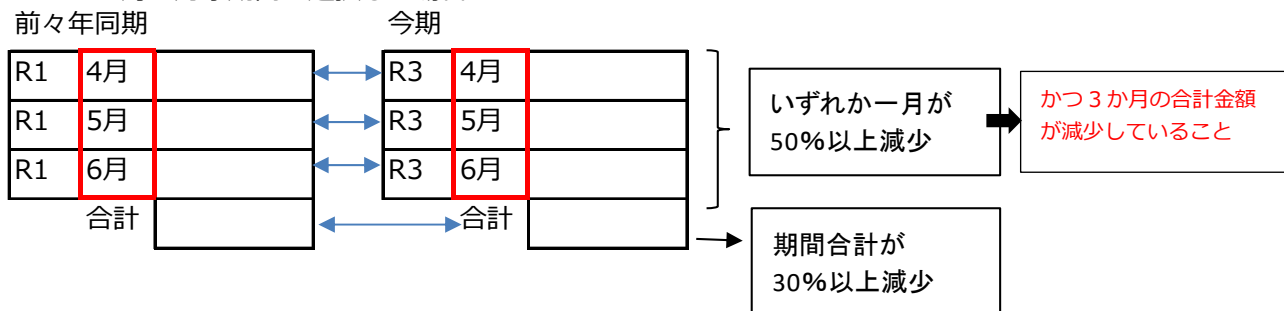 前々年同期
今期
R1 4月
R3 4月
R1 5月
R3 5月
R1 6月
R3 6月
合計
合計
いずれか一月が
50％以上減少
かつ３か月の合計金額
が減少していること
期間合計が
30％以上減少